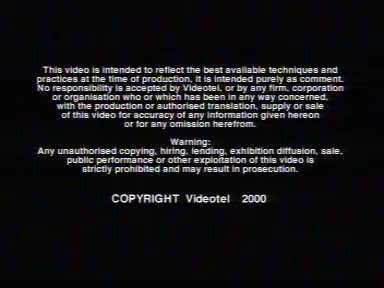 This video is intended to reflect the best available techniques and
practices at the time of production, it is intended purely as comment.
No responsibility is accepted by Videotel, or by any firm, corporation
or organisation who or which has been in any way concerned,
with the production or authorised translation, supply or sale
of this video for accuracy of any information given hereon
or for any omission herefrom.
Warning:
Any unauthorised copying, hiring, lending, exhibition diffusion, sale,
public performance or other exploitation of this video is
strictly prohibited and may result in prosecution.
COPYRIGHT Videotel 2000